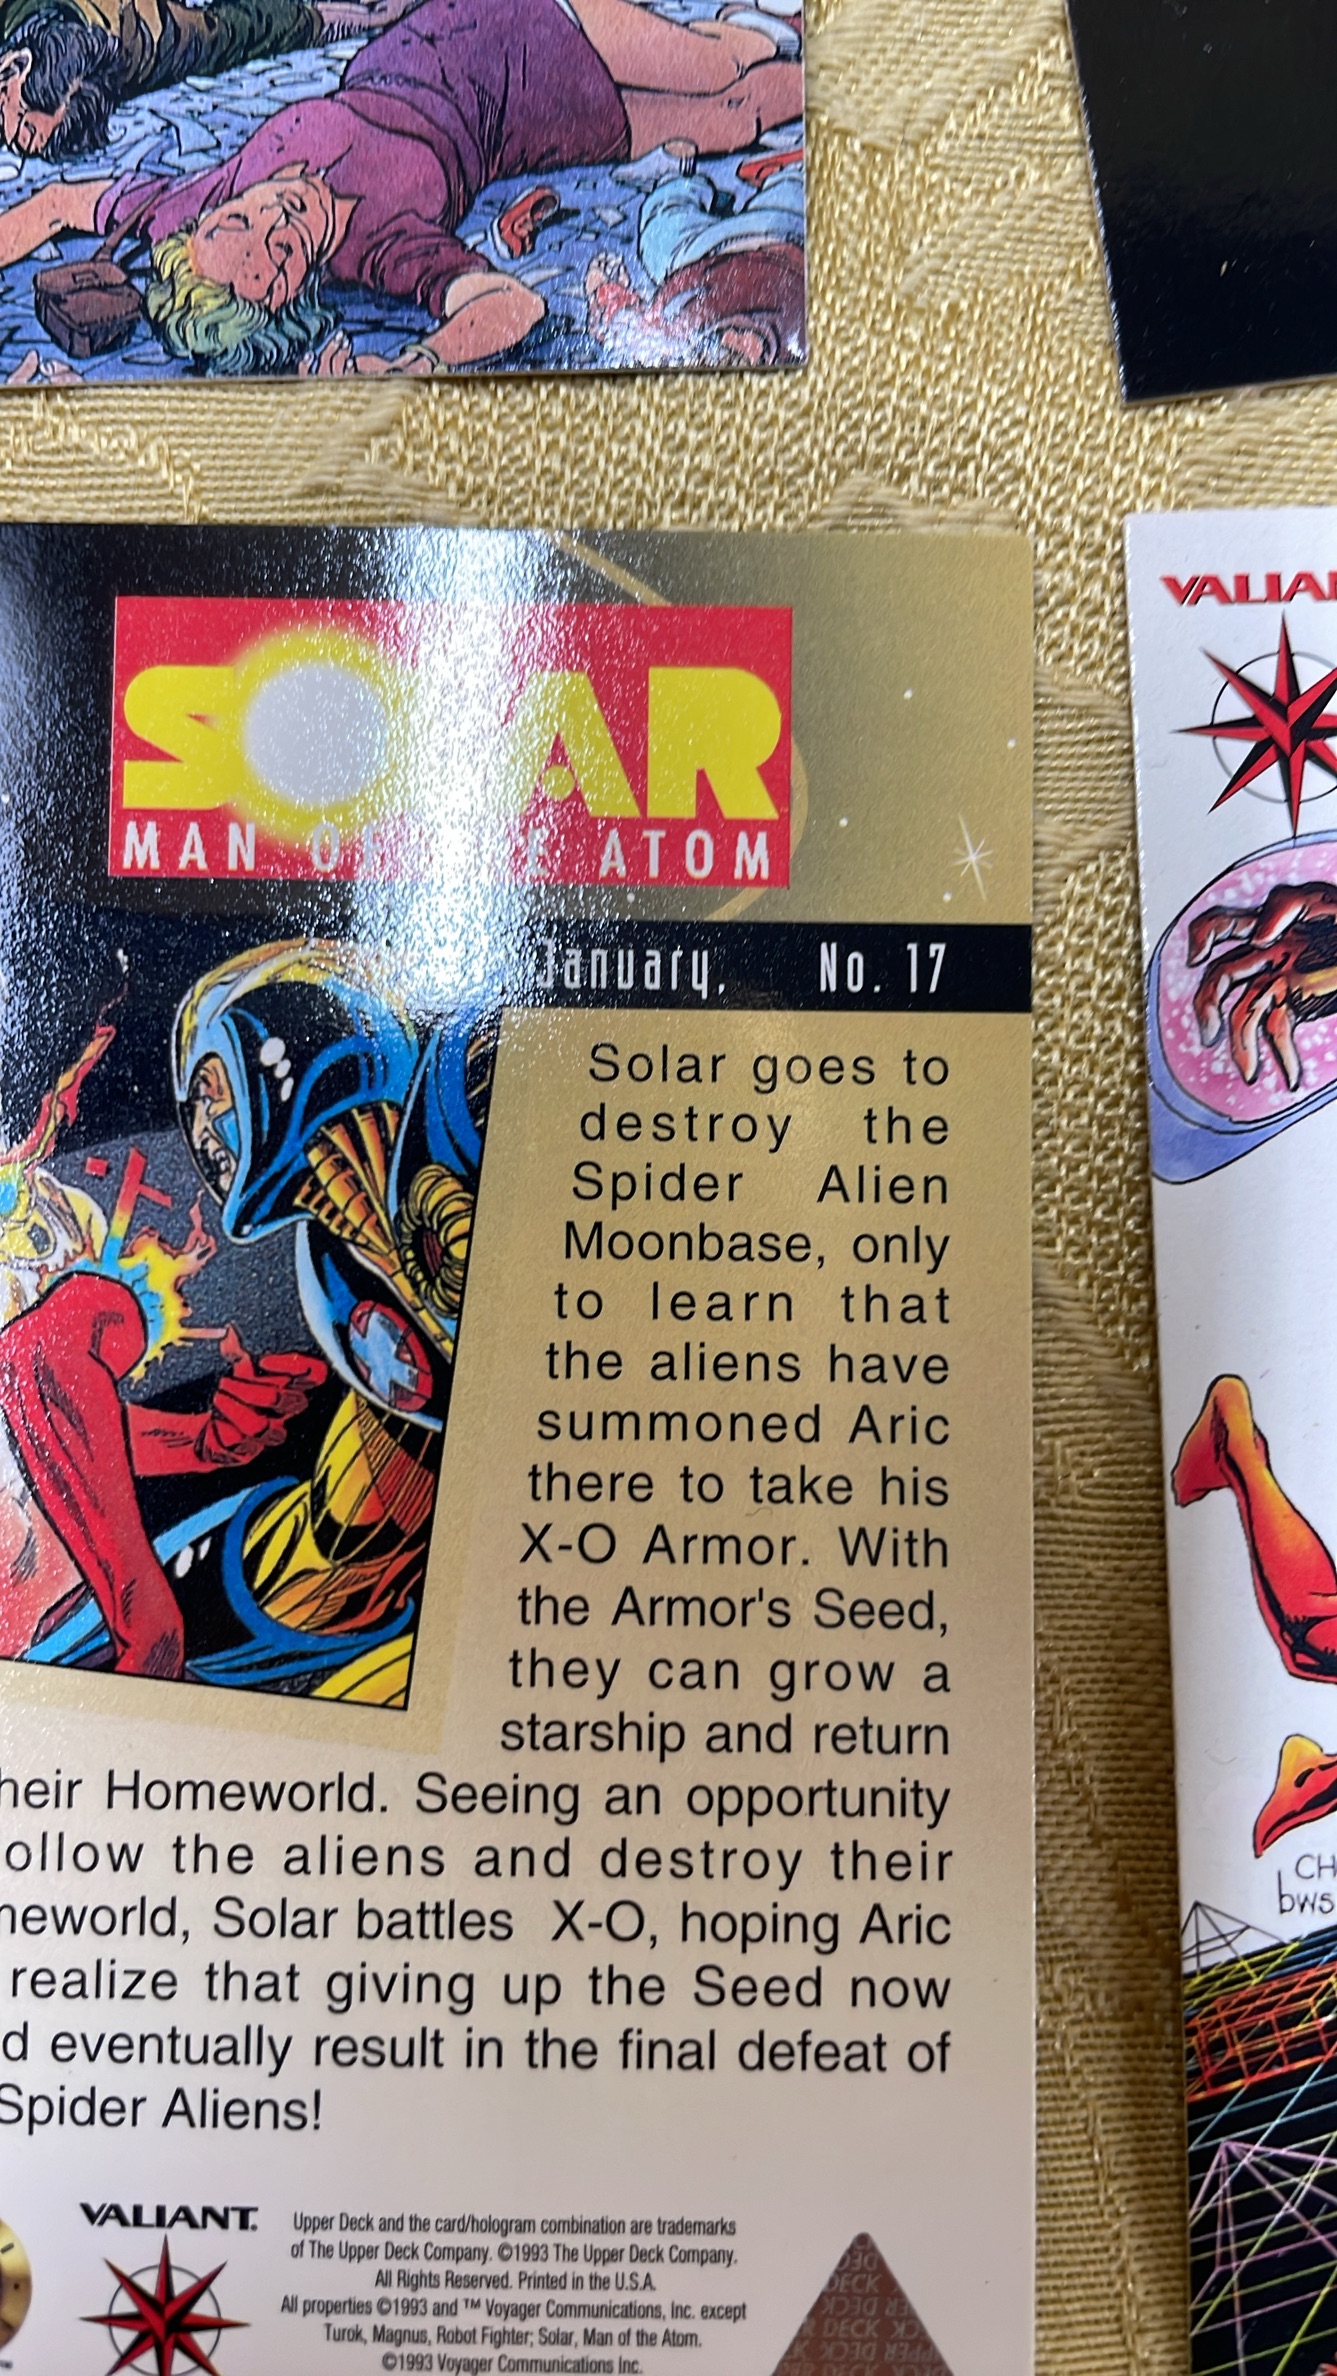 SOLAR
MAN OF THE ATOM
January, No. 17
Solar goes to
destroy the
Spider Alien
Moonbase, only
to learn that
the aliens have
summoned Aric
there to take his
X-O Armor. With
the Armor's Seed,
they can grow a
starship and return
heir Homeworld. Seeing an opportunity
ollow the aliens and destroy their
neworld, Solar battles X-O, hoping Aric
realize that giving up the Seed now
d eventually result in the final defeat of
Spider Aliens!
VALIANT.
Upper Deck and the card/hologram combination are trademarks
of The Upper Deck Company. ©1993 The Upper Deck Company.
All Rights Reserved. Printed in the U.S.A.
All properties ©1993 and ™ Voyager Communications, Inc. except
Turok, Magnus, Robot Fighter; Solar, Man of the Atom.
©1993 Voyager Communications Inc.
DECK
DECK
VALIAN
CH
bws